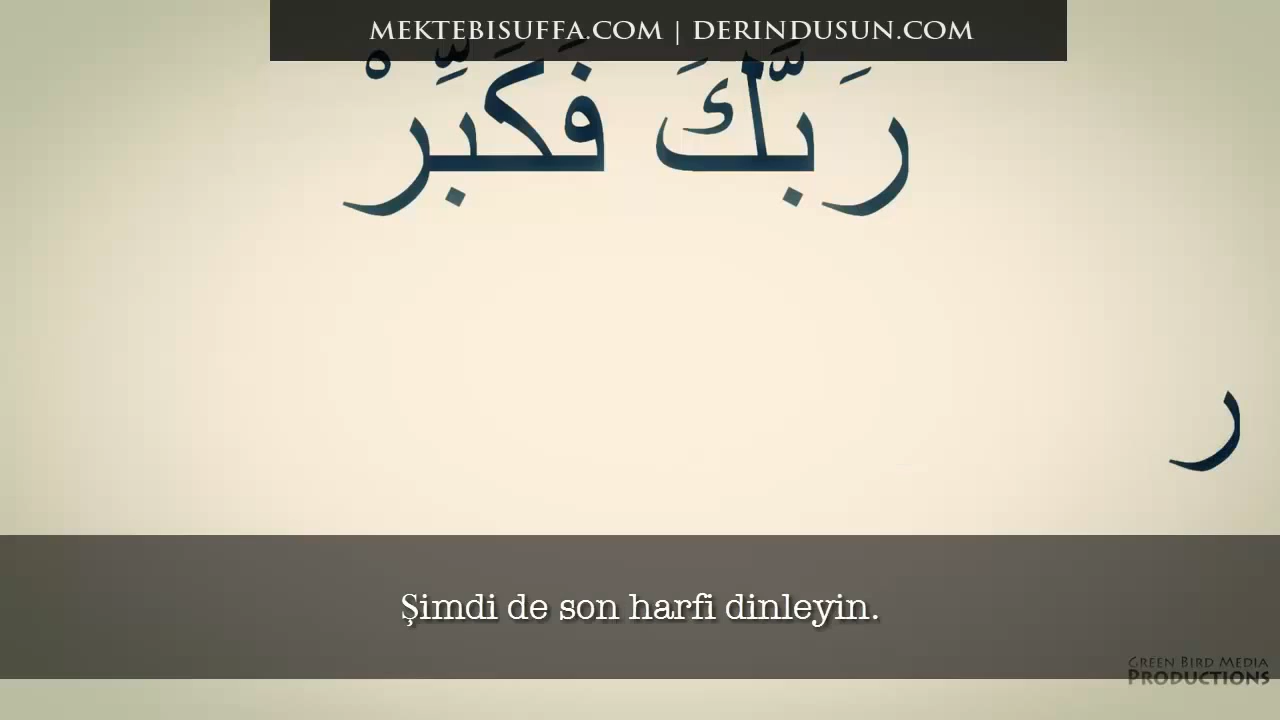 MEKTEBISUFFA.COM | DERINDUSUN.COM
رَبَّكَ فَكَبِّرْ
ر
Şimdi de son harfi dinleyin.
GREEN BIRD MEDIA
PRODUCTIONS